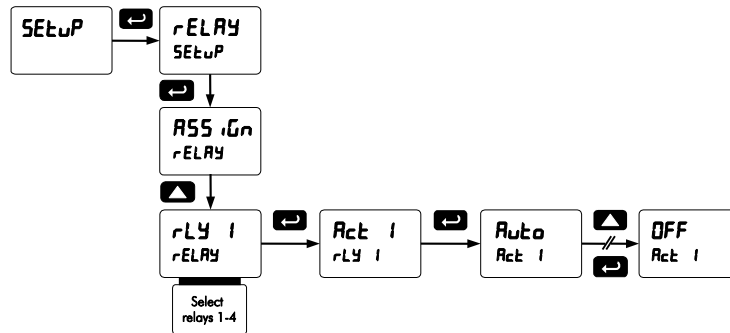 SEtuP
rELAY
SEtuP
ASSiGn
rELAY
rLY 1
rELAY
Act 1
rLY 1
Auto
Act 1
OFF
Act 1
Select
relays 1-4